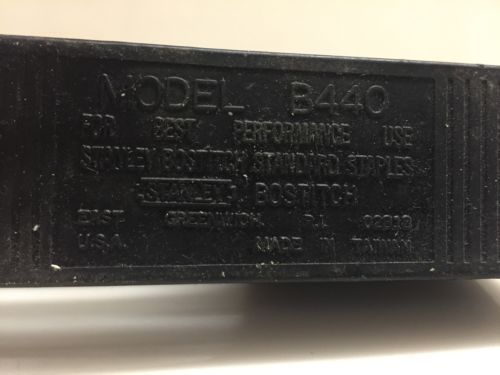 MODEL B440
FOR BEST PERFORMANCE USE
STANLEY BOSTITCH STANDARD STAPLES
STANLEY BOSTITCH
EAST GREENWICH R.I. 02818
U.S.A. MADE IN TAIWAN